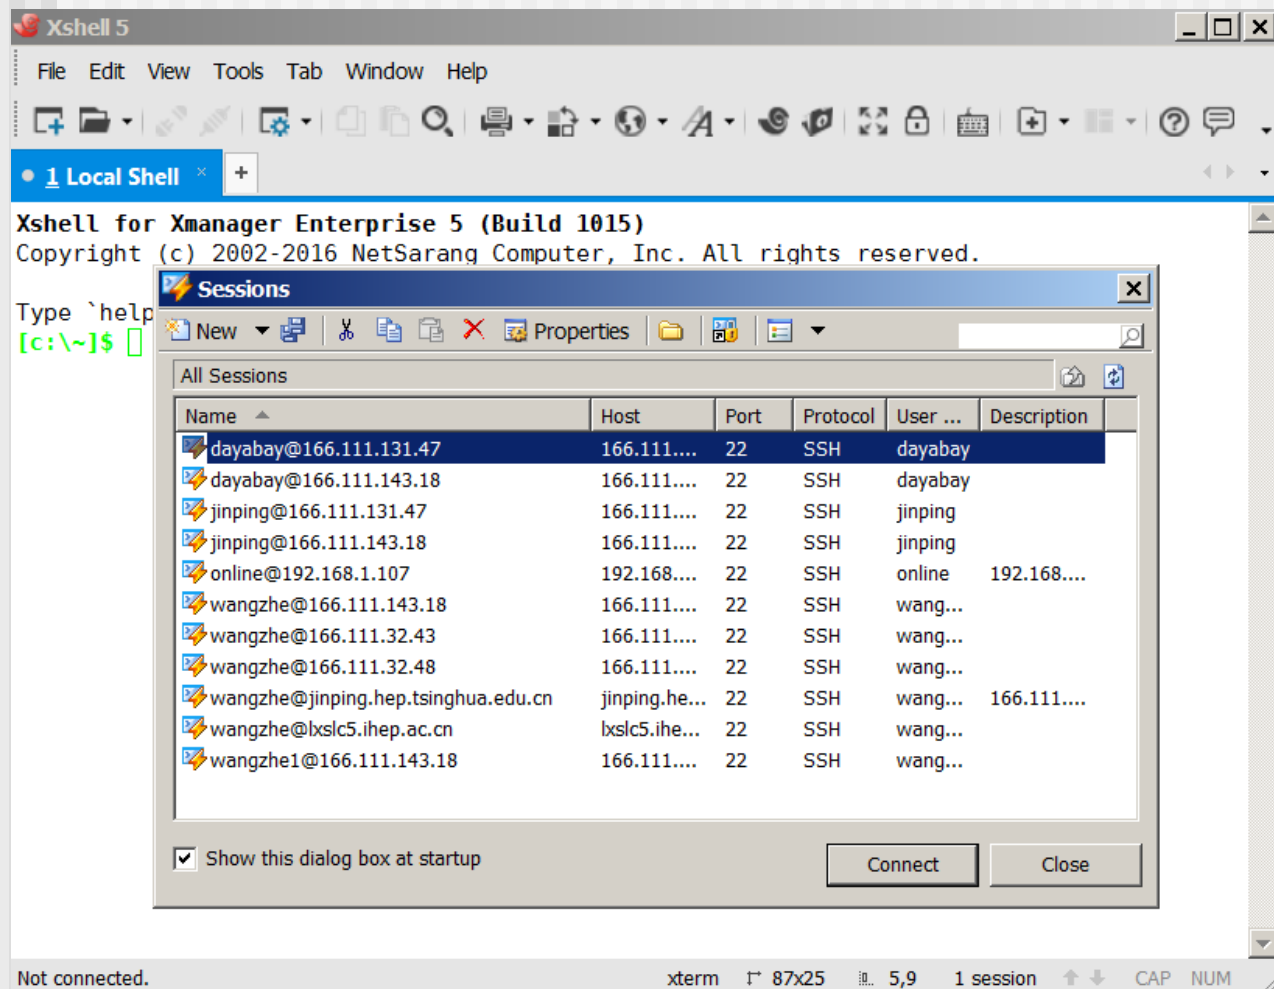 Xshell 5
File Edit View Tools Tab Window Help
1 Local Shell × +
Xshell for Xmanager Enterprise 5 (Build 1015)
Copyright (c) 2002-2016 NetSarang Computer, Inc. All rights reserved.
Type `help
[c:\~]$
Sessions
New Properties
All Sessions
Name Host Port Protocol User ... Description
dayabay@166.111.131.47 166.111.... 22 SSH dayabay
dayabay@166.111.143.18 166.111.... 22 SSH dayabay
jinping@166.111.131.47 166.111.... 22 SSH jinping
jinping@166.111.143.18 166.111.... 22 SSH jinping
online@192.168.1.107 192.168.... 22 SSH online 192.168....
wangzhe@166.111.143.18 166.111.... 22 SSH wang...
wangzhe@166.111.32.43 166.111.... 22 SSH wang...
wangzhe@166.111.32.48 166.111.... 22 SSH wang...
wangzhe@jinping.hep.tsinghua.edu.cn jinping.he... 22 SSH wang... 166.111....
wangzhe@lxslc5.ihep.ac.cn lxslc5.ihe... 22 SSH wang...
wangzhe1@166.111.143.18 166.111.... 22 SSH wang...
Show this dialog box at startup
Connect Close
Not connected. xterm 87x25 5,9 1 session CAP NUM